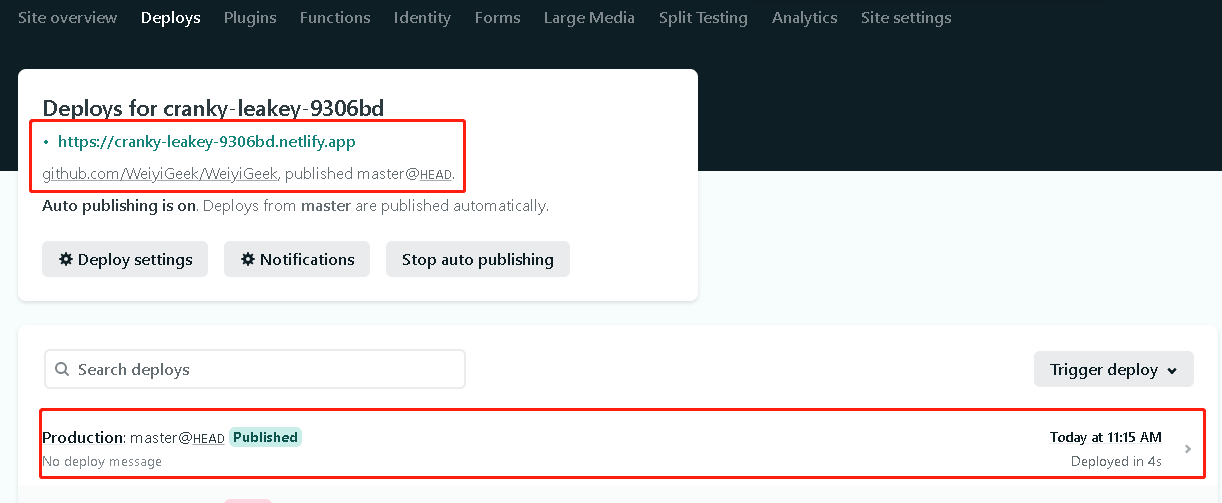 Site overview Deploys Plugins Functions Identity Forms Large Media Split Testing Analytics Site settings
Deploys for cranky-leakey-9306bd
• https://cranky-leakey-9306bd.netlify.app
github.com/WeiyiGeek/WeiyiGeek, published master@HEAD.
Auto publishing is on. Deploys from master are published automatically.
Deploy settings Notifications Stop auto publishing
Search deploys Trigger deploy
Production: master@HEAD Published Today at 11:15 AM
No deploy message Deployed in 4s